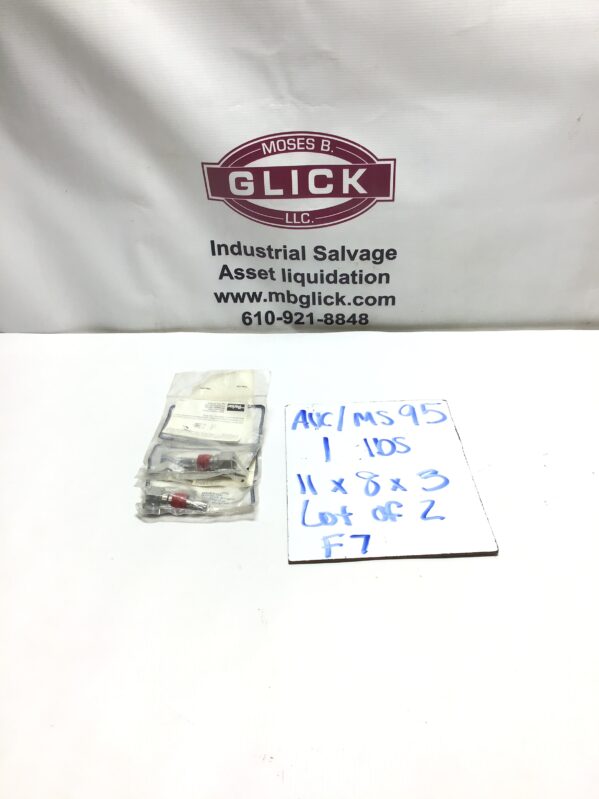 MOSES B.
GLICK
LLC.
Industrial Salvage
Asset liquidation
www.mbglick.com
610-921-8848
AUC/MS95
1 lbs
11 x 8 x 3
Lot of 2
F7